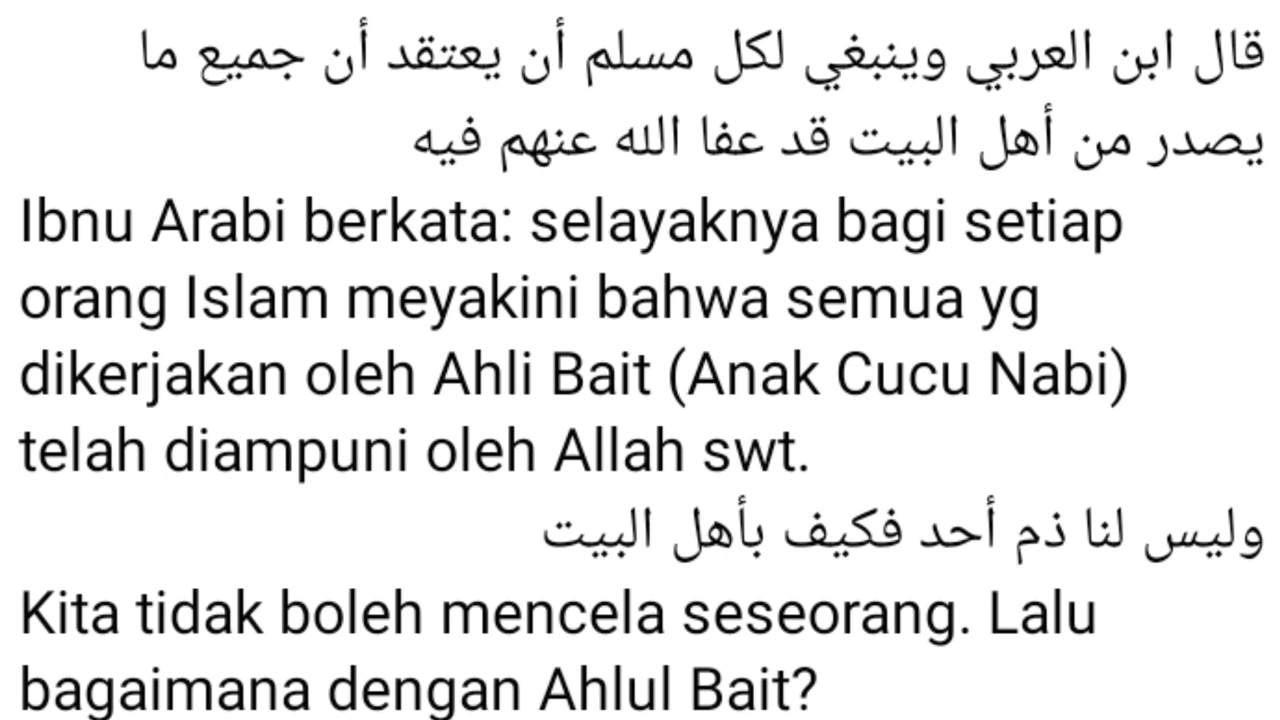 قال ابن العربي وينبغي لكل مسلم أن يعتقد أن جميع ما
يصدر من أهل البيت قد عفا الله عنهم فيه
Ibnu Arabi berkata: selayaknya bagi setiap
orang Islam meyakini bahwa semua yg
dikerjakan oleh Ahli Bait (Anak Cucu Nabi)
telah diampuni oleh Allah swt.
وليس لنا ذم أحد فكيف بأهل البيت
Kita tidak boleh mencela seseorang. Lalu
bagaimana dengan Ahlul Bait?